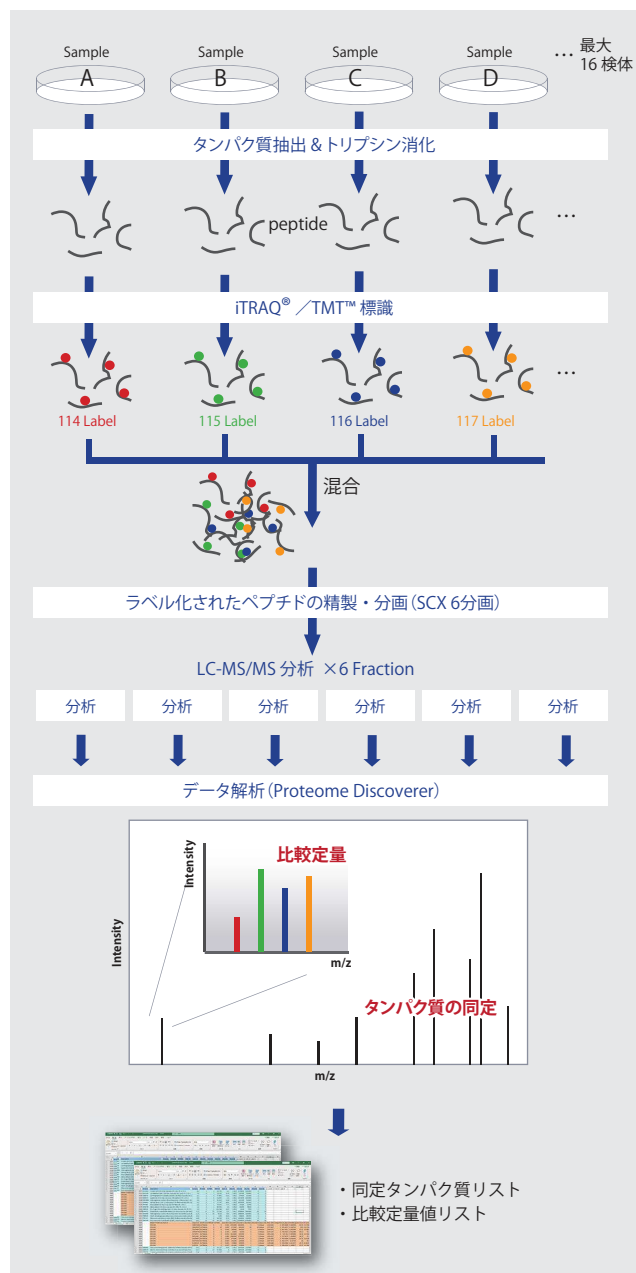 Sample Sample Sample Sample
A B C D
… 最大
16 検体
タンパク質抽出 & トリプシン消化
peptide
…
iTRAQ® ／TMT™ 標識
…
114 Label 115 Label 116 Label 117 Label
混合
ラベル化されたペプチドの精製・分画（SCX 6分画）
LC-MS/MS 分析 ×6 Fraction
分析 分析 分析 分析 分析 分析
データ解析（Proteome Discoverer）
比較定量
Intensity
m/z
Intensity
タンパク質の同定
m/z
・同定タンパク質リスト
・比較定量値リスト